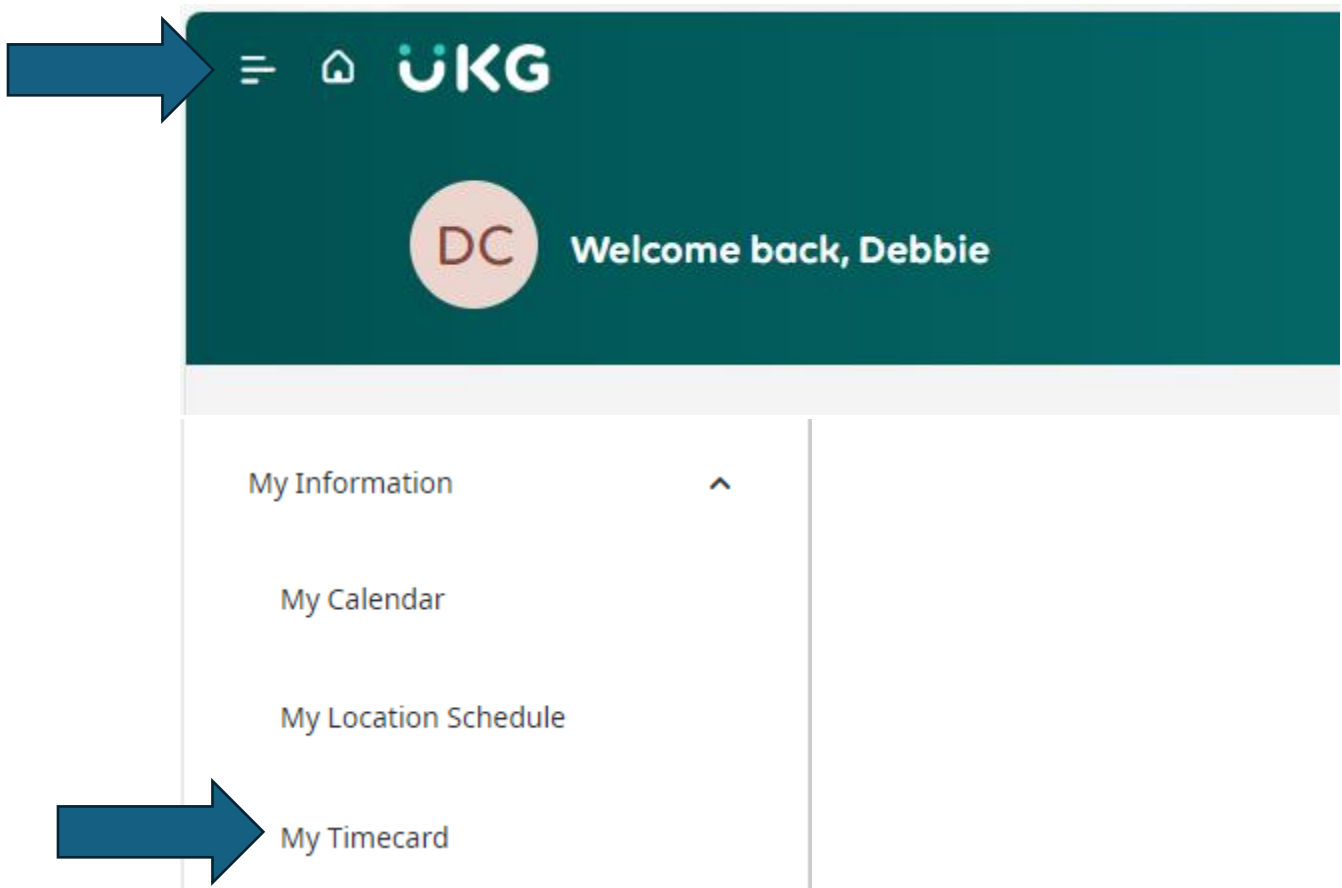 UKG
DC
Welcome back, Debbie
My Information
My Calendar
My Location Schedule
My Timecard